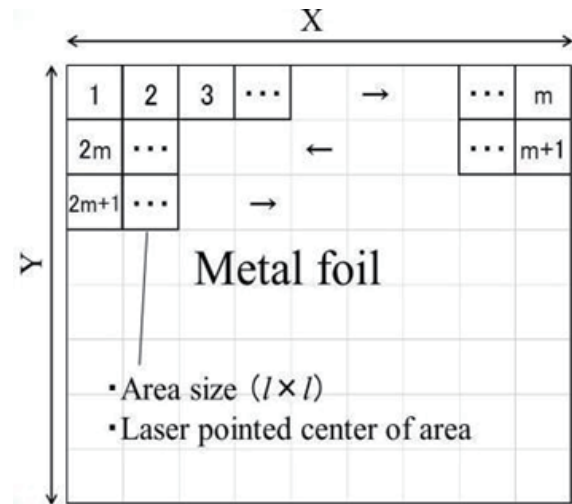 X
1 2 3 ··· → ··· m
2m ··· ← ··· m+1
2m+1 ··· →
Y
Metal foil
·Area size (l×l)
·Laser pointed center of area